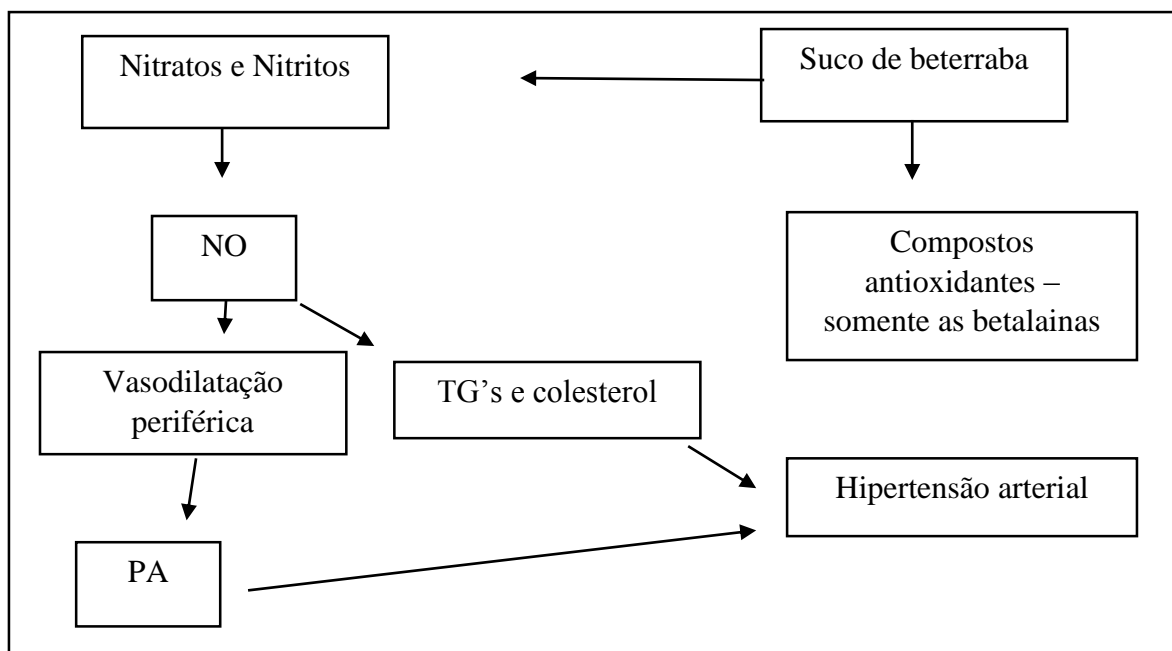 Nitratos e Nitritos
Suco de beterraba
NO
Compostos
antioxidantes –
somente as betalainas
Vasodilatação
periférica
TG's e colesterol
Hipertensão arterial
PA